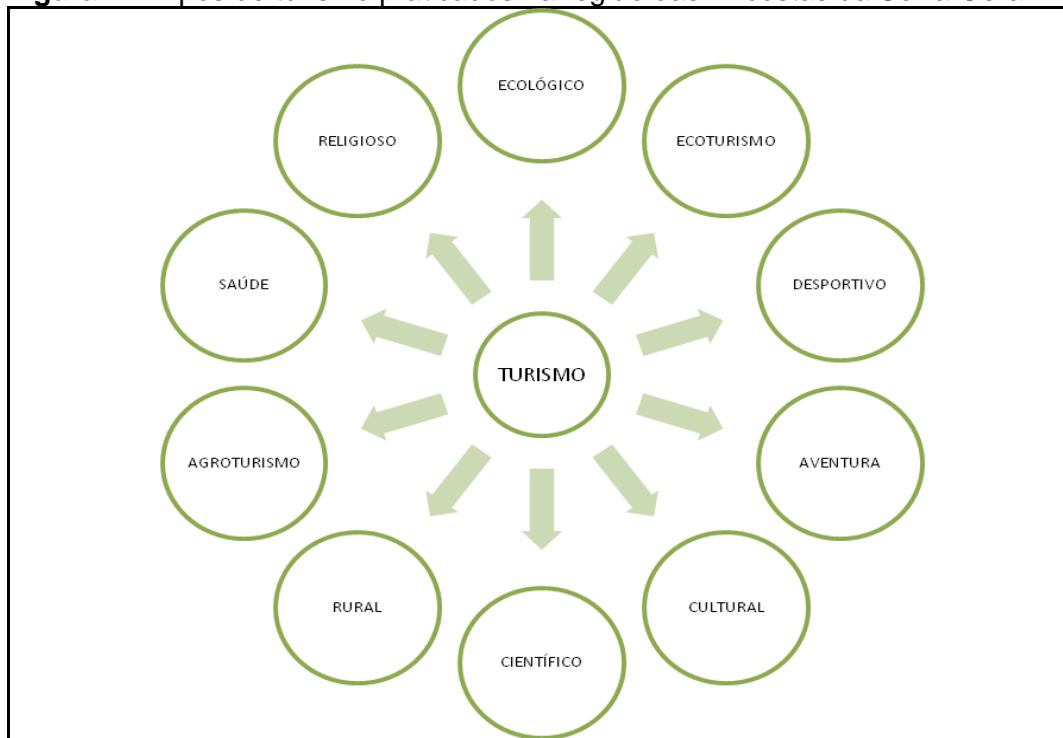 ECOLÓGICO
ECOTURISMO
DESPORTIVO
AVENTURA
CULTURAL
CIENTÍFICO
RURAL
AGROTURISMO
SAÚDE
RELIGIOSO
TURISMO